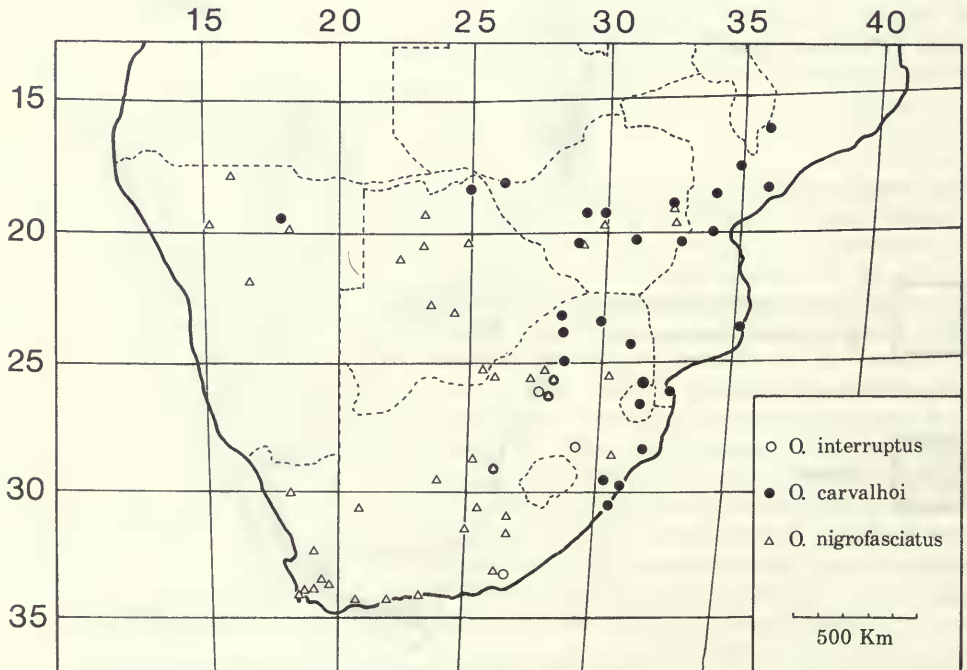 15 20 25 30 35 40
15
20
25
30
35
O. interruptus
O. carvalhoi
O. nigrofasciatus
500 Km